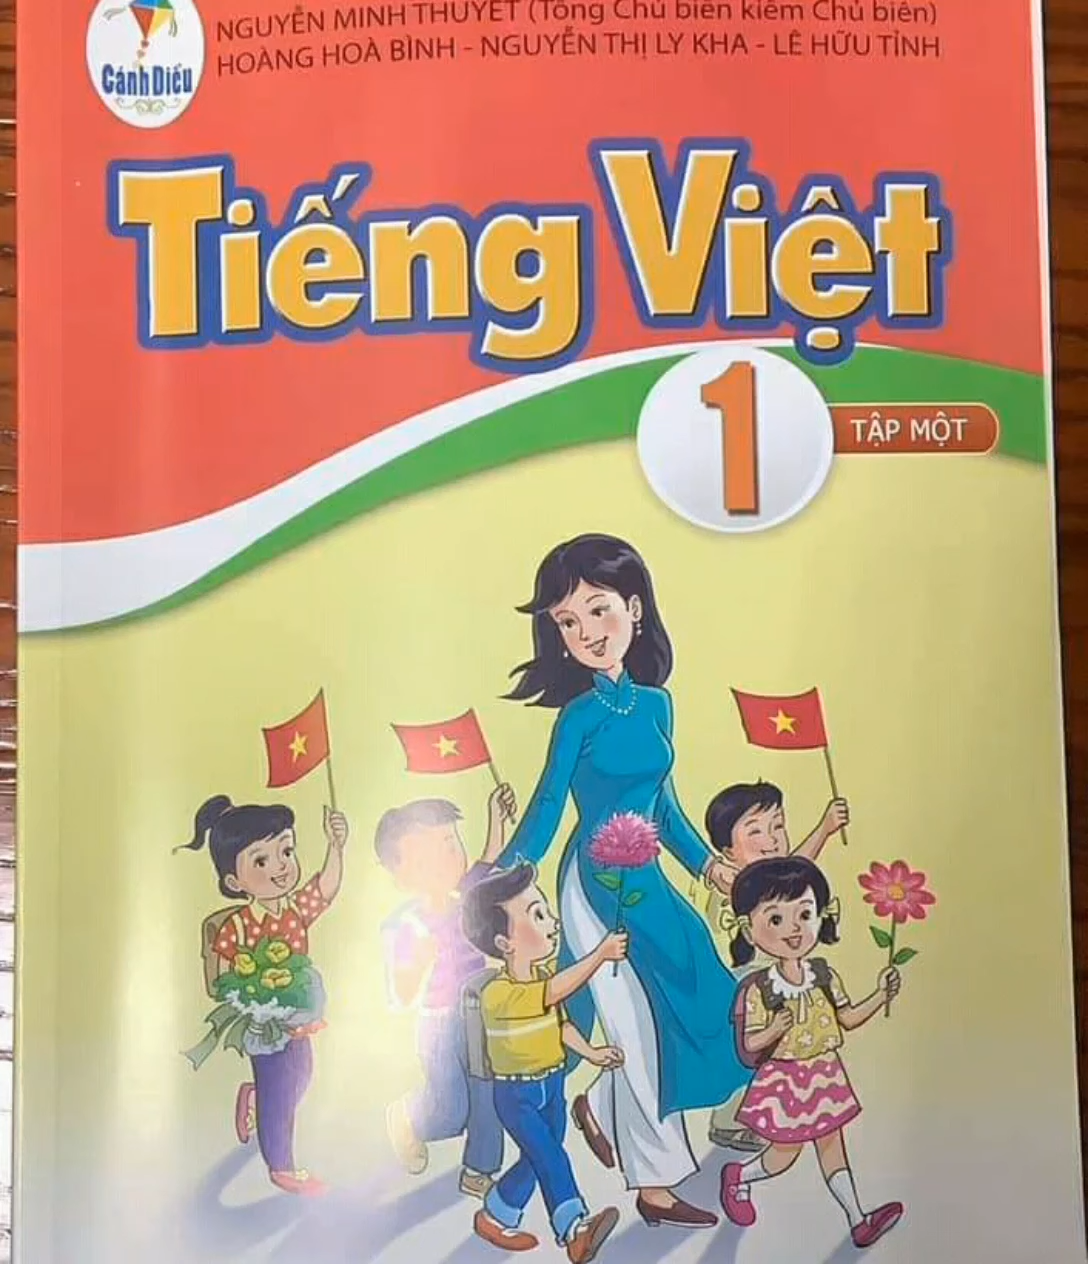 NGUYỄN MINH THUYẾT (Tổng Chủ biên kiêm Chủ biên)
HOÀNG HOÀ BÌNH - NGUYỄN THỊ LY KHA - LÊ HỮU TỈNH
Cánh Diều
Tiếng Việt
1
TẬP MỘT